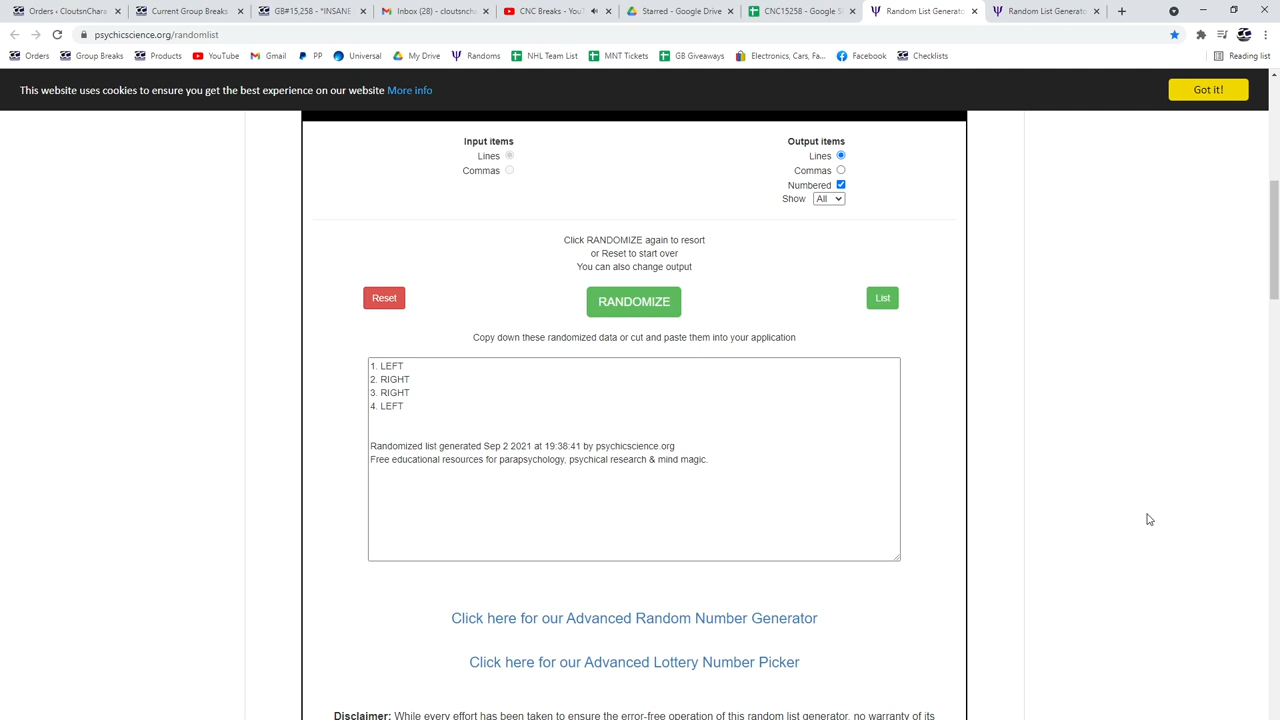 Orders - CloutsnChara
Current Group Breaks
GB#15,258 - *INSANE
Inbox (28) - cloutsnch
CNC Breaks - You
Starred - Google Drive
CNC15258 - Google S
Random List Generato
Random List Generato
psychicscience.org/randomlist
Orders
Group Breaks
Products
YouTube
Gmail
PP
Universal
My Drive
Randoms
NHL Team List
MNT Tickets
GB Giveaways
Electronics, Cars, Fa...
Facebook
Checklists
Reading list
This website uses cookies to ensure you get the best experience on our website More info
Got it!
Input items
Lines
Commas
Output items
Lines
Commas
Numbered
Show All
Click RANDOMIZE again to resort
or Reset to start over
You can also change output
Reset
RANDOMIZE
List
Copy down these randomized data or cut and paste them into your application
1. LEFT
2. RIGHT
3. RIGHT
4. LEFT
Randomized list generated Sep 2 2021 at 19:38:41 by psychicscience.org
Free educational resources for parapsychology, psychical research & mind magic.
Click here for our Advanced Random Number Generator
Click here for our Advanced Lottery Number Picker
Disclaimer: While every effort has been taken to ensure the error-free operation of this random list generator, no warranty of its